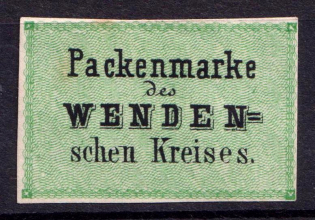 Packenmarke
des
WENDEN=
schen Kreises.